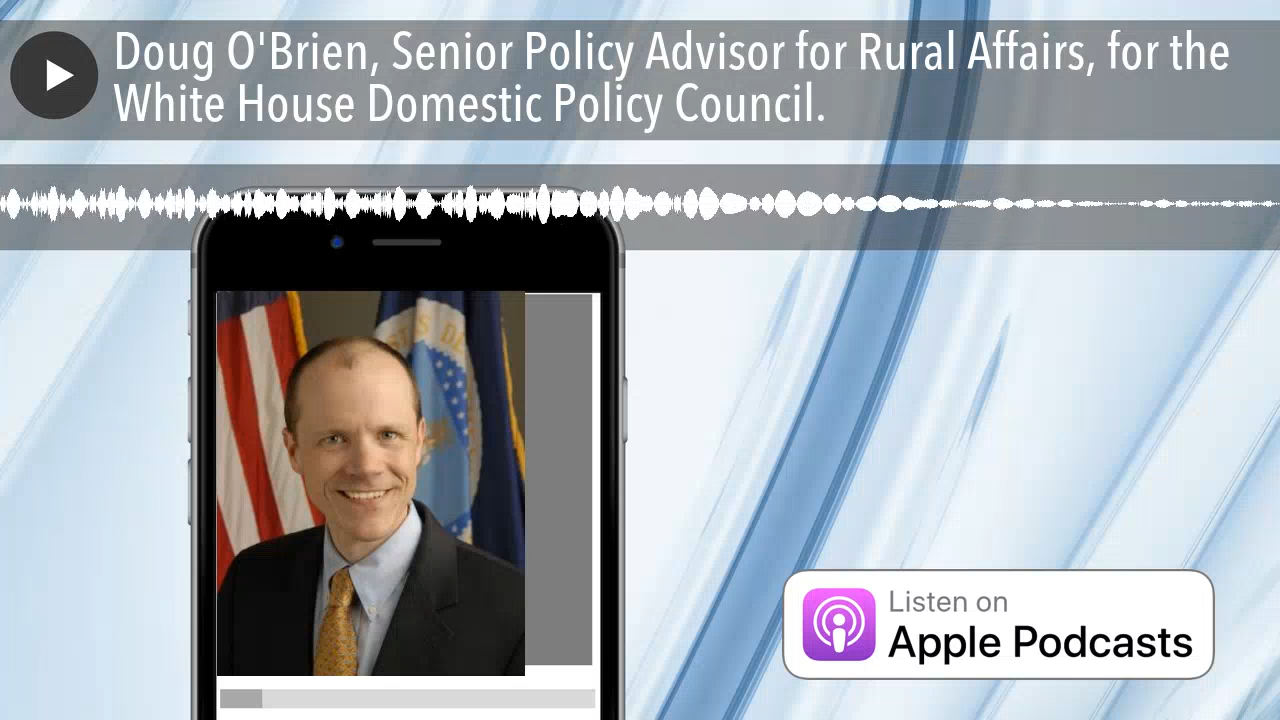 Doug O'Brien, Senior Policy Advisor for Rural Affairs, for the
White House Domestic Policy Council.
Listen on
Apple Podcasts